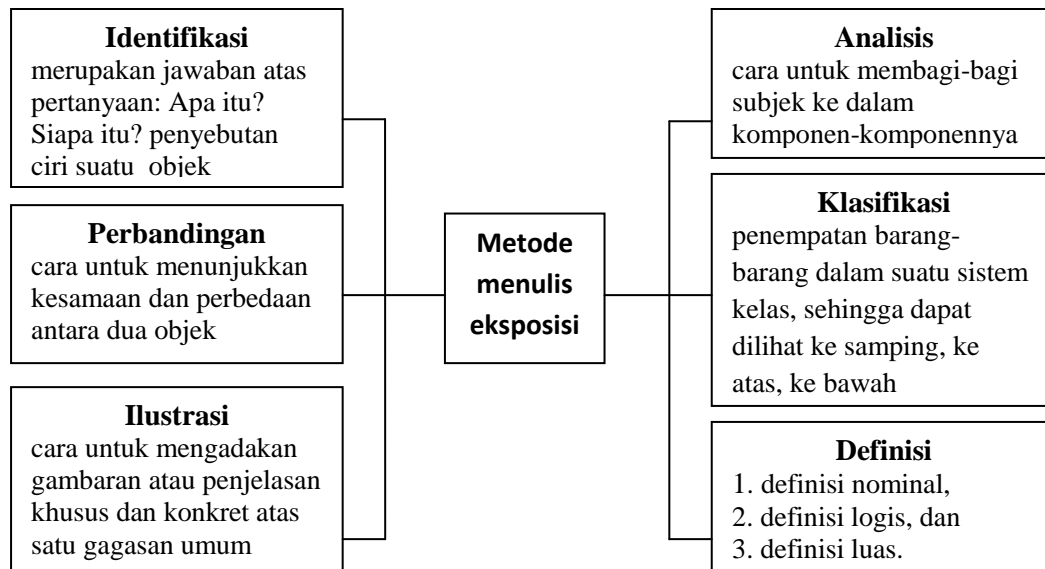 Identifikasi
merupakan jawaban atas
pertanyaan: Apa itu?
Siapa itu? penyebutan
ciri suatu objek
Perbandingan
cara untuk menunjukkan
kesamaan dan perbedaan
antara dua objek
Ilustrasi
cara untuk mengadakan
gambaran atau penjelasan
khusus dan konkret atas
satu gagasan umum
Metode
menulis
eksposisi
Analisis
cara untuk membagi-bagi
subjek ke dalam
komponen-komponennya
Klasifikasi
penempatan barang-
barang dalam suatu sistem
kelas, sehingga dapat
dilihat ke samping, ke
atas, ke bawah
Definisi
1. definisi nominal,
2. definisi logis, dan
3. definisi luas.